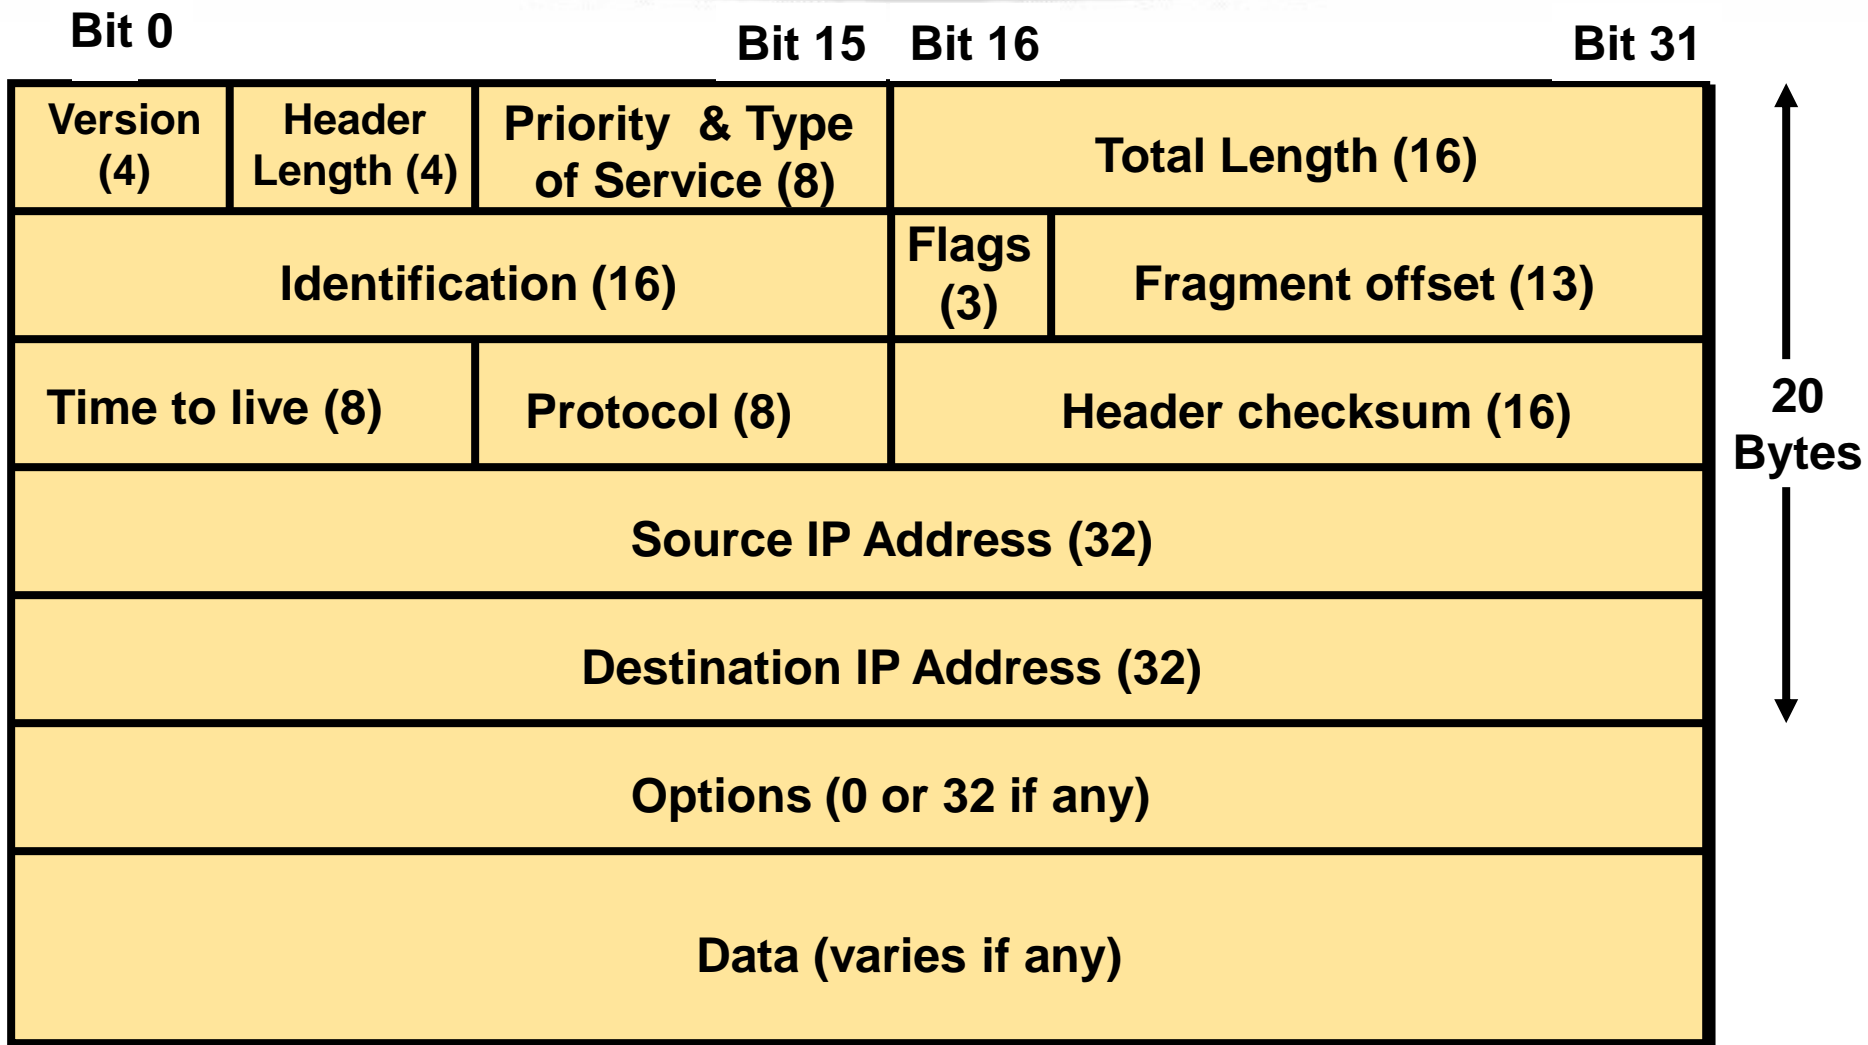 Bit 0
Bit 15
Bit 16
Bit 31
Version
(4)
Header
Length (4)
Priority & Type
of Service (8)
Total Length (16)
Identification (16)
Flags
(3)
Fragment offset (13)
Time to live (8)
Protocol (8)
Header checksum (16)
20
Bytes
Source IP Address (32)
Destination IP Address (32)
Options (0 or 32 if any)
Data (varies if any)